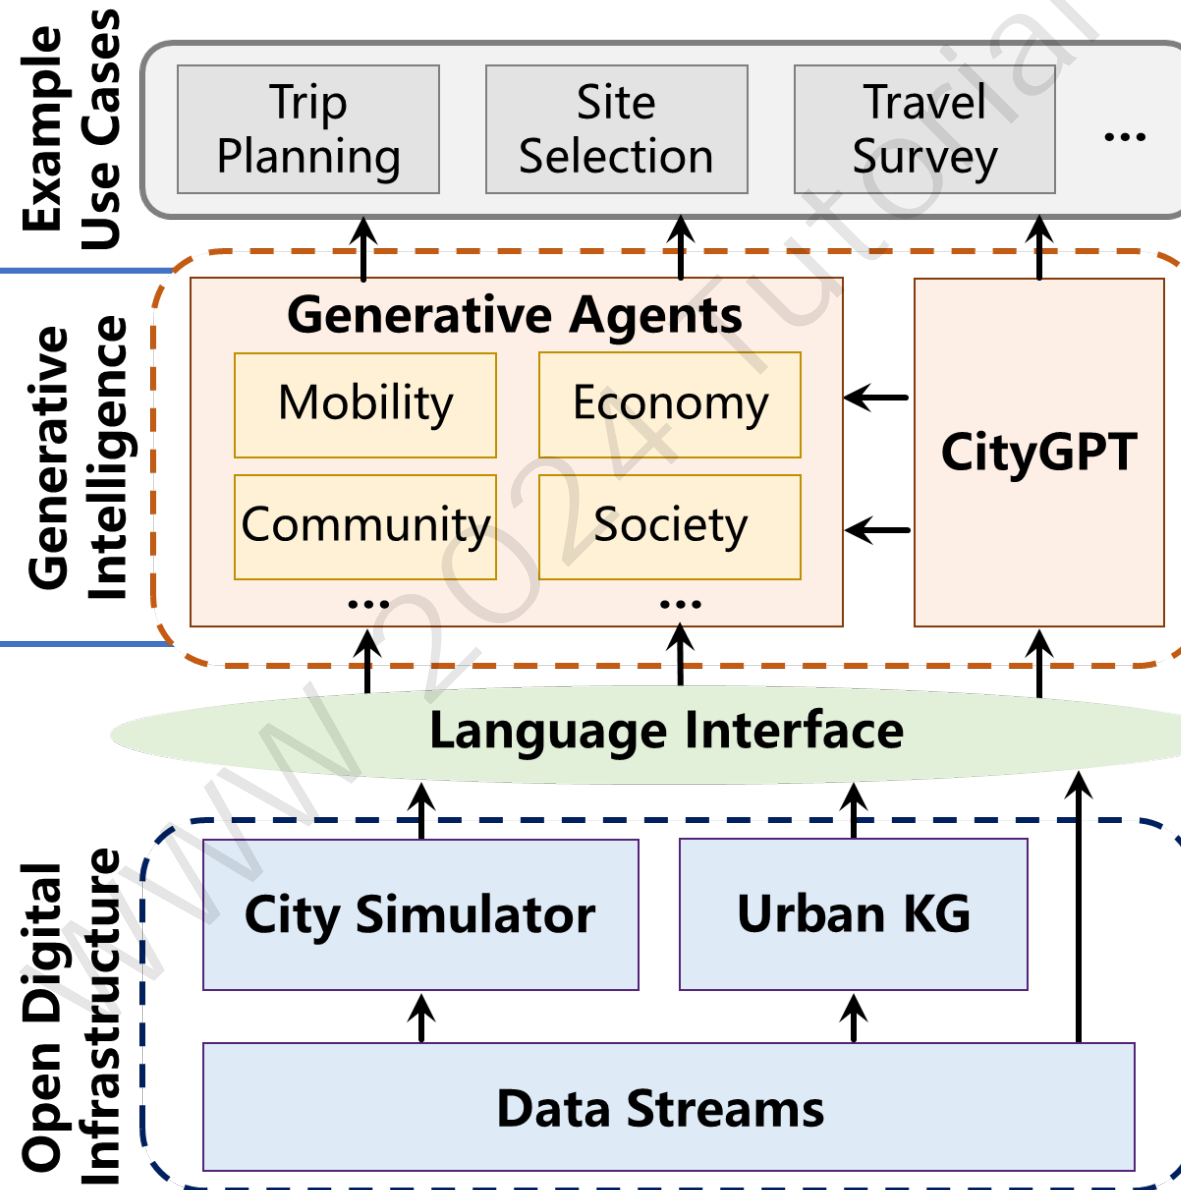 Example
Use Cases
Trip
Planning
Site
Selection
Travel
Survey
...
Generative
Intelligence
Generative Agents
Mobility
Economy
Community
Society
...
...
CityGPT
Language Interface
Open Digital
Infrastructure
City Simulator
Urban KG
Data Streams
WWW 2024 Tutorial